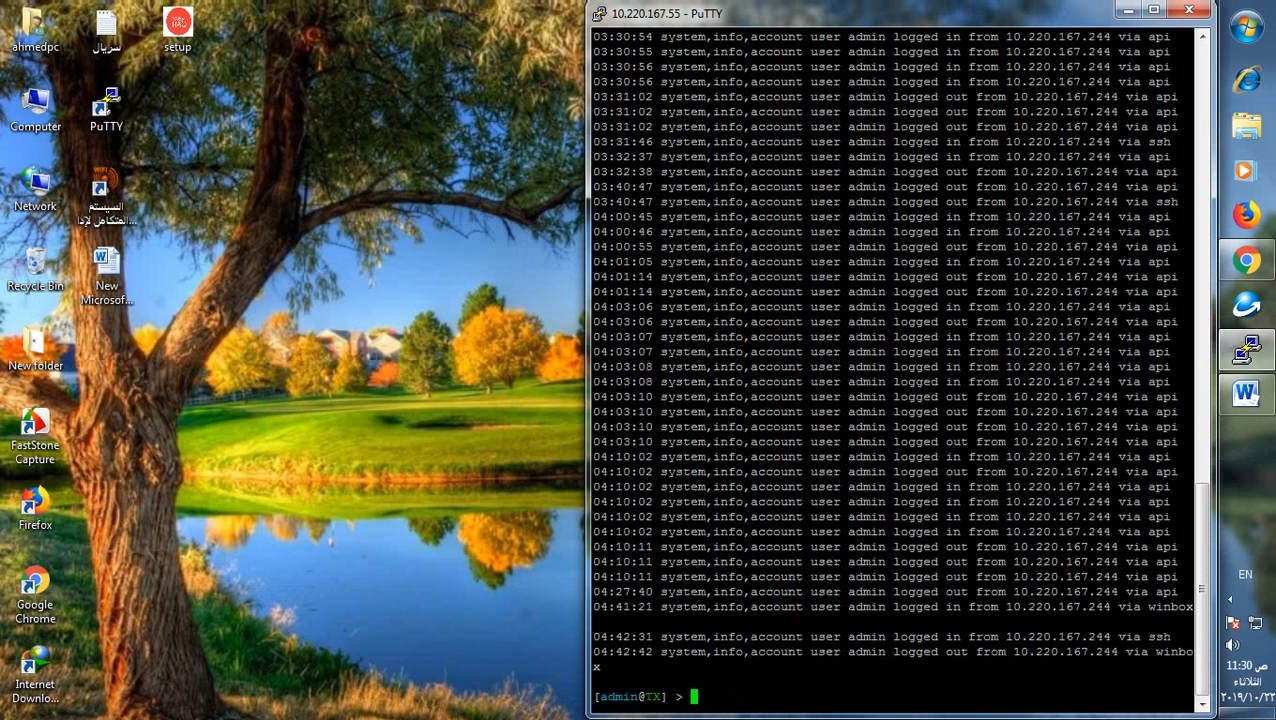 ahmedpc
سريال
setup
Computer
PuTTY
Network
السيستم
المتكامل لإدا...
Recycle Bin
New
Microsof...
New folder
FastStone
Capture
Firefox
Google
Chrome
Internet
Downlo...
10.220.167.55 - PuTTY
03:30:54 system,info,account user admin logged in from 10.220.167.244 via api
03:30:55 system,info,account user admin logged in from 10.220.167.244 via api
03:30:56 system,info,account user admin logged in from 10.220.167.244 via api
03:30:56 system,info,account user admin logged in from 10.220.167.244 via api
03:31:02 system,info,account user admin logged out from 10.220.167.244 via api
03:31:02 system,info,account user admin logged out from 10.220.167.244 via api
03:31:02 system,info,account user admin logged out from 10.220.167.244 via api
03:31:46 system,info,account user admin logged in from 10.220.167.244 via ssh
03:32:37 system,info,account user admin logged in from 10.220.167.244 via api
03:32:38 system,info,account user admin logged out from 10.220.167.244 via api
03:40:47 system,info,account user admin logged out from 10.220.167.244 via api
03:40:47 system,info,account user admin logged out from 10.220.167.244 via ssh
04:00:45 system,info,account user admin logged in from 10.220.167.244 via api
04:00:46 system,info,account user admin logged in from 10.220.167.244 via api
04:00:55 system,info,account user admin logged out from 10.220.167.244 via api
04:01:05 system,info,account user admin logged in from 10.220.167.244 via api
04:01:14 system,info,account user admin logged out from 10.220.167.244 via api
04:01:14 system,info,account user admin logged out from 10.220.167.244 via api
04:03:06 system,info,account user admin logged in from 10.220.167.244 via api
04:03:06 system,info,account user admin logged out from 10.220.167.244 via api
04:03:07 system,info,account user admin logged in from 10.220.167.244 via api
04:03:07 system,info,account user admin logged in from 10.220.167.244 via api
04:03:08 system,info,account user admin logged in from 10.220.167.244 via api
04:03:08 system,info,account user admin logged in from 10.220.167.244 via api
04:03:10 system,info,account user admin logged out from 10.220.167.244 via api
04:03:10 system,info,account user admin logged out from 10.220.167.244 via api
04:03:10 system,info,account user admin logged out from 10.220.167.244 via api
04:03:10 system,info,account user admin logged out from 10.220.167.244 via api
04:10:02 system,info,account user admin logged in from 10.220.167.244 via api
04:10:02 system,info,account user admin logged out from 10.220.167.244 via api
04:10:02 system,info,account user admin logged in from 10.220.167.244 via api
04:10:02 system,info,account user admin logged in from 10.220.167.244 via api
04:10:02 system,info,account user admin logged in from 10.220.167.244 via api
04:10:02 system,info,account user admin logged in from 10.220.167.244 via api
04:10:11 system,info,account user admin logged out from 10.220.167.244 via api
04:10:11 system,info,account user admin logged out from 10.220.167.244 via api
04:10:11 system,info,account user admin logged out from 10.220.167.244 via api
04:27:40 system,info,account user admin logged out from 10.220.167.244 via api
04:41:21 system,info,account user admin logged in from 10.220.167.244 via winbox
04:42:31 system,info,account user admin logged in from 10.220.167.244 via ssh
04:42:42 system,info,account user admin logged out from 10.220.167.244 via winbo
x
[admin@TX] >
EN
11:30 ص
الثلاثاء
٢٠١٩/١٠/٢٢